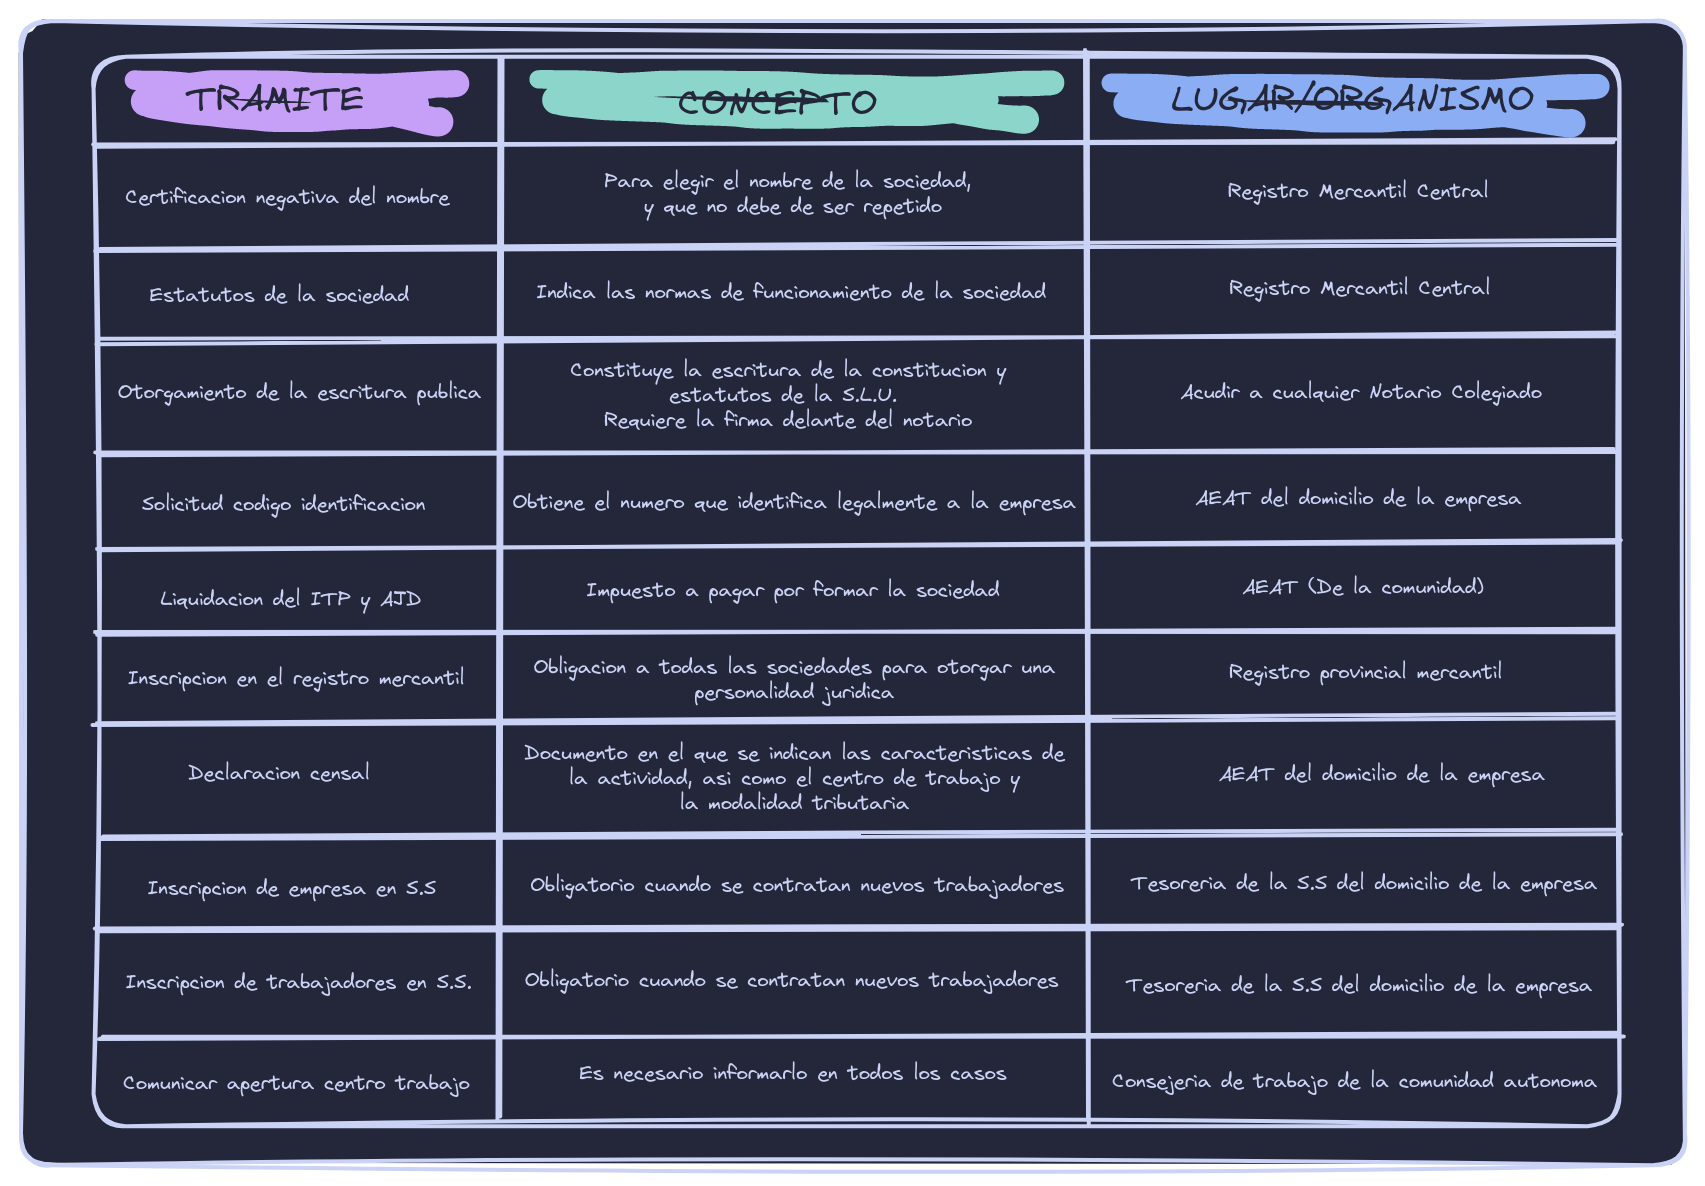 TRAMITE
CONCEPTO
LUGAR/ORGANISMO
Certificacion negativa del nombre
Para elegir el nombre de la sociedad,
y que no debe de ser repetido
Registro Mercantil Central
Estatutos de la sociedad
Indica las normas de funcionamiento de la sociedad
Registro Mercantil Central
Otorgamiento de la escritura publica
Constituye la escritura de la constitucion y
estatutos de la S.L.U.
Requiere la firma delante del notario
Acudir a cualquier Notario Colegiado
Solicitud codigo identificacion
Obtiene el numero que identifica legalmente a la empresa
AEAT del domicilio de la empresa
Liquidacion del ITP y AJD
Impuesto a pagar por formar la sociedad
AEAT (De la comunidad)
Inscripcion en el registro mercantil
Obligacion a todas las sociedades para otorgar una
personalidad juridica
Registro provincial mercantil
Declaracion censal
Documento en el que se indican las caracteristicas de
la actividad, asi como el centro de trabajo y
la modalidad tributaria
AEAT del domicilio de la empresa
Inscripcion de empresa en S.S
Obligatorio cuando se contratan nuevos trabajadores
Tesoreria de la S.S del domicilio de la empresa
Inscripcion de trabajadores en S.S.
Obligatorio cuando se contratan nuevos trabajadores
Tesoreria de la S.S del domicilio de la empresa
Comunicar apertura centro trabajo
Es necesario informarlo en todos los casos
Consejeria de trabajo de la comunidad autonoma